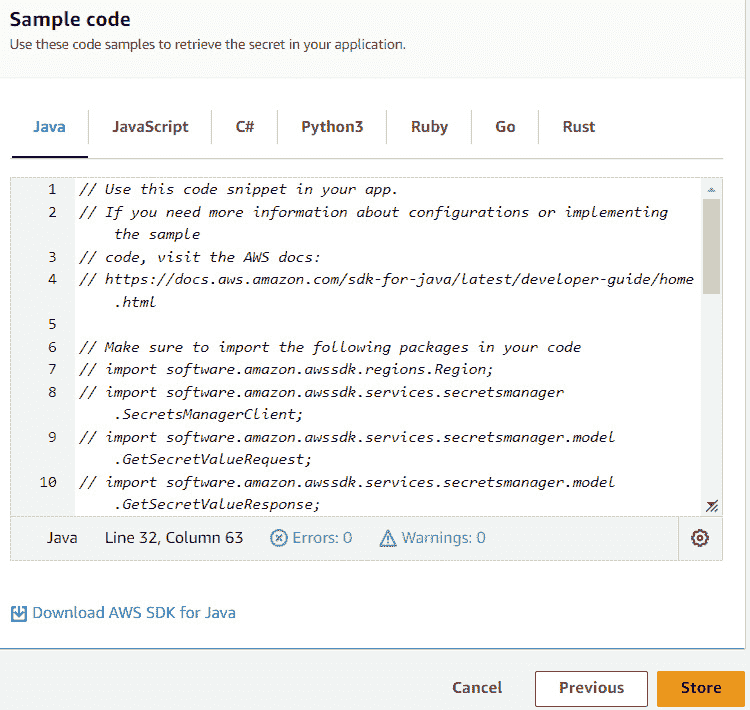 Sample code
Use these code samples to retrieve the secret in your application.
Java JavaScript C# Python3 Ruby Go Rust
1 // Use this code snippet in your app.
2 // If you need more information about configurations or implementing
the sample
3 // code, visit the AWS docs:
4 // https://docs.aws.amazon.com/sdk-for-java/latest/developer-guide/home
.html
5
6 // Make sure to import the following packages in your code
7 // import software.amazon.awssdk.regions.Region;
8 // import software.amazon.awssdk.services.secretsmanager
.SecretsManagerClient;
9 // import software.amazon.awssdk.services.secretsmanager.model
.GetSecretValueRequest;
10 // import software.amazon.awssdk.services.secretsmanager.model
.GetSecretValueResponse;
Java Line 32, Column 63 Errors: 0 Warnings: 0
Download AWS SDK for Java
Cancel Previous Store